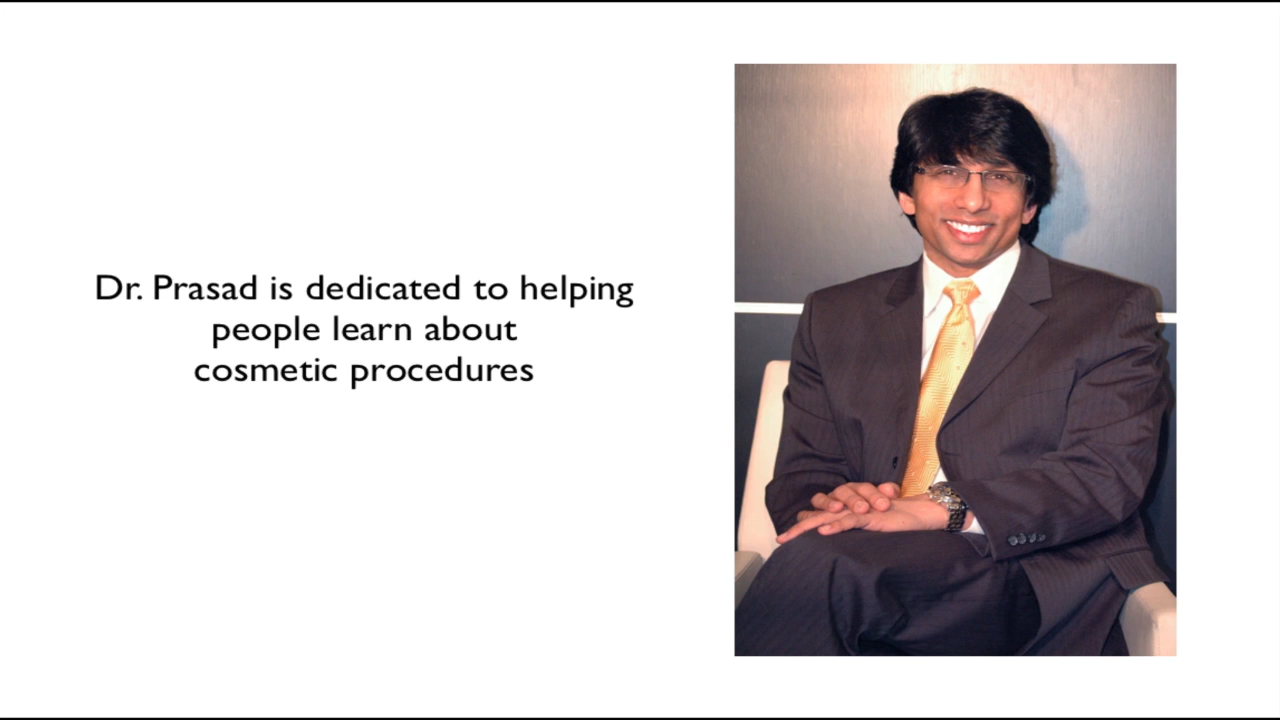 Dr. Prasad is dedicated to helping
people learn about
cosmetic procedures